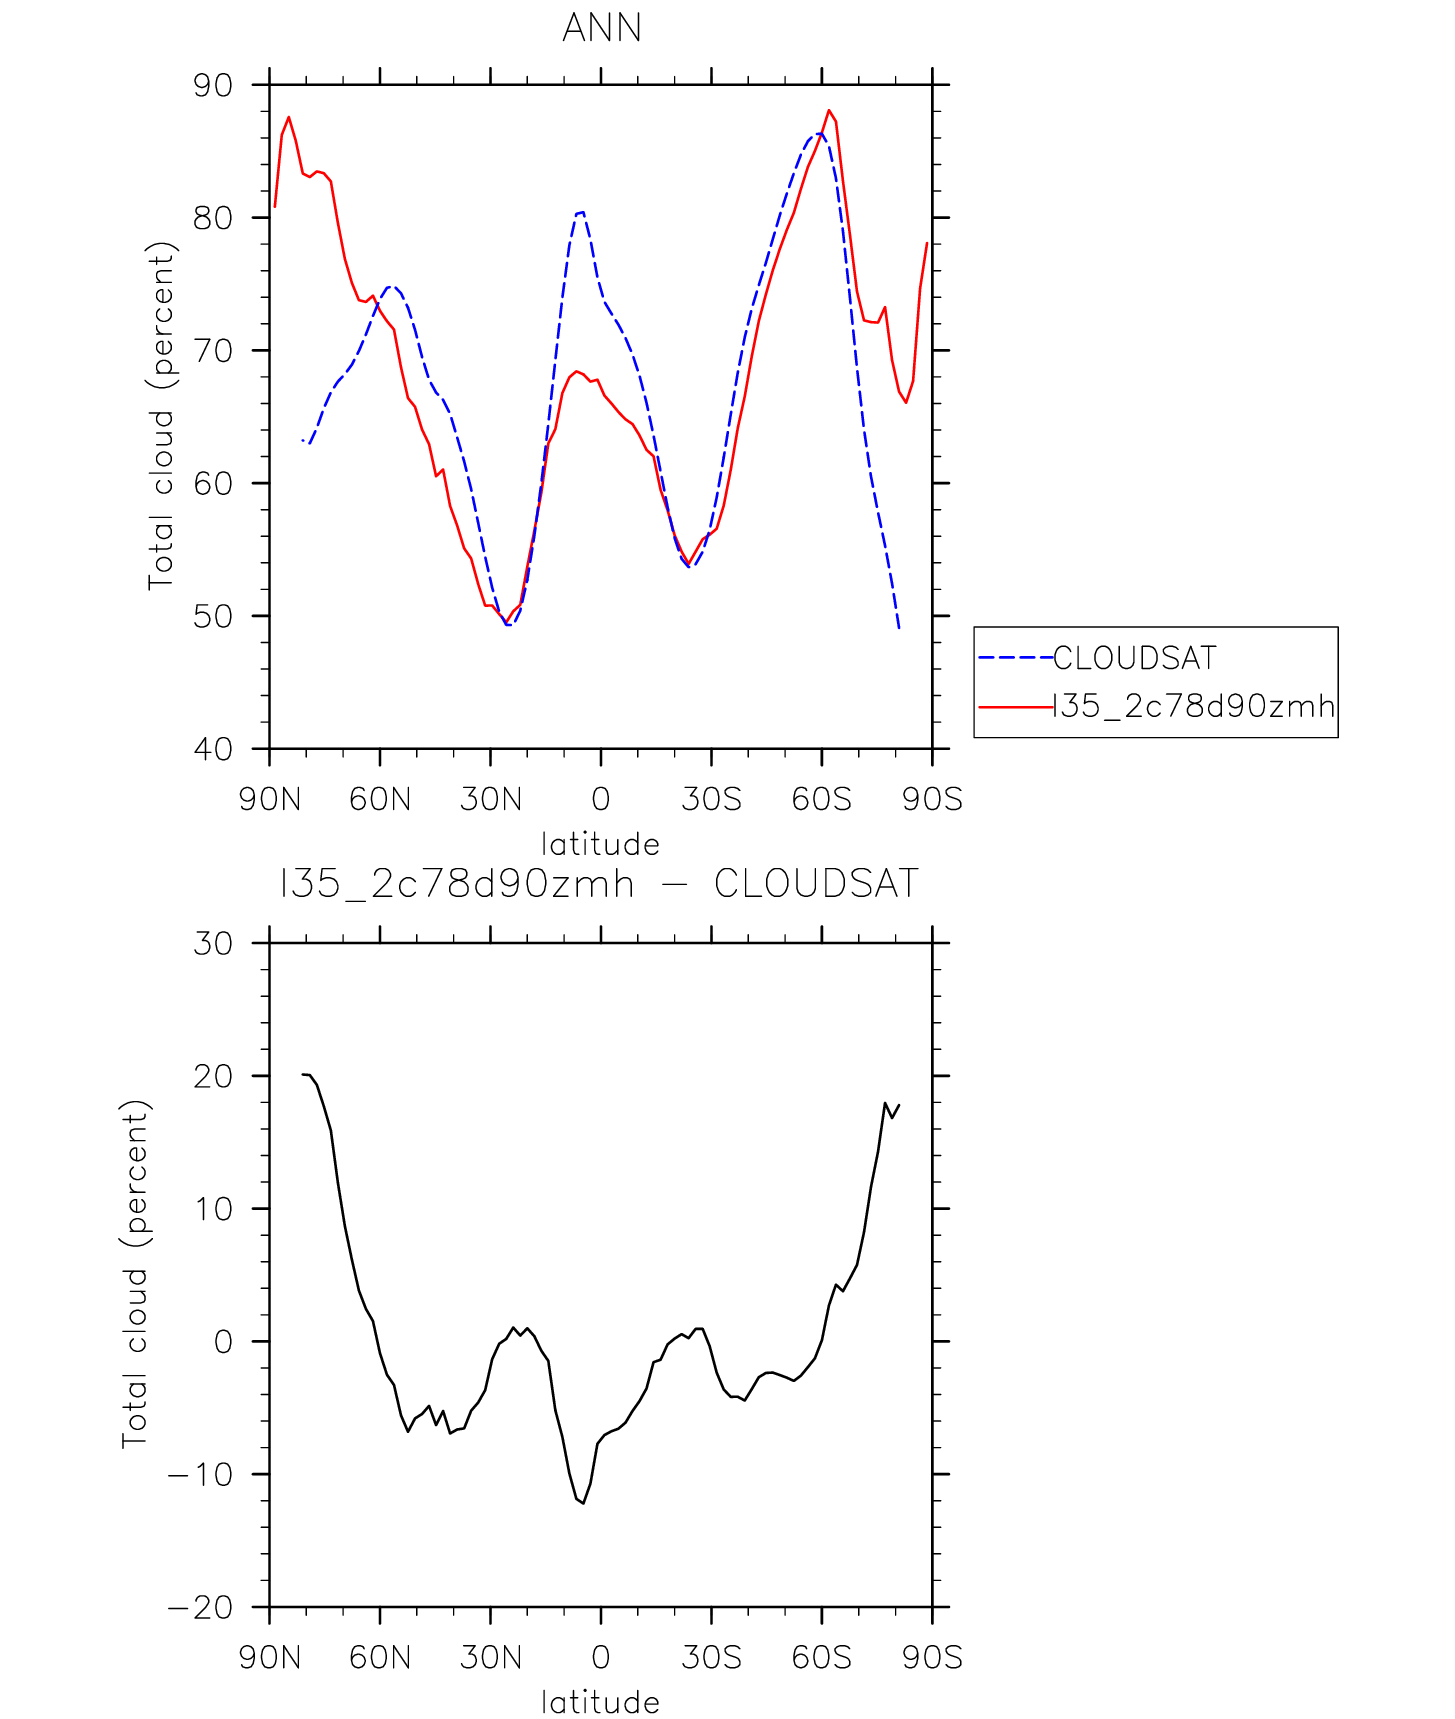 ANN
90
80
70
60
50
40
Total cloud (percent)
90N 60N 30N 0 30S 60S 90S
latitude
CLOUDSAT
I35_2c78d90zmh
I35_2c78d90zmh − CLOUDSAT
30
20
10
0
−10
−20
Total cloud (percent)
90N 60N 30N 0 30S 60S 90S
latitude